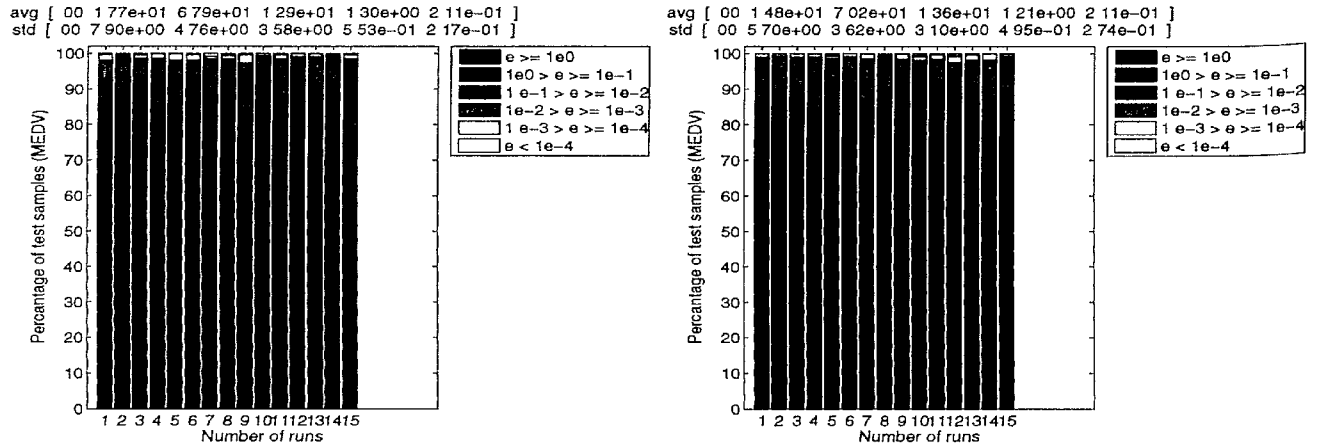 avg [ 00 1 77e+01 6 79e+01 1 29e+01 1 30e+00 2 11e-01 ]
std [ 00 7 90e+00 4 76e+00 3 58e+00 5 53e-01 2 17e-01 ]
100
90
80
70
60
50
40
30
20
10
0
Percantage of test samples (MEDV)
1 2 3 4 5 6 7 8 9 101112131415
Number of runs
e >= 1e0
1e0 > e >= 1e-1
1 e-1 > e >= 1e-2
1e-2 > e >= 1e-3
1 e-3 > e >= 1e-4
e < 1e-4
avg [ 00 1 48e+01 7 02e+01 1 36e+01 1 21e+00 2 11e-01 ]
std [ 00 5 70e+00 3 62e+00 3 10e+00 4 95e-01 2 74e-01 ]
100
90
80
70
60
50
40
30
20
10
0
Percantage of test samples (MEDV)
1 2 3 4 5 6 7 8 9 101112131415
Number of runs
e >= 1e0
1e0 > e >= 1e-1
1 e-1 > e >= 1e-2
1e-2 > e >= 1e-3
1 e-3 > e >= 1e-4
e < 1e-4